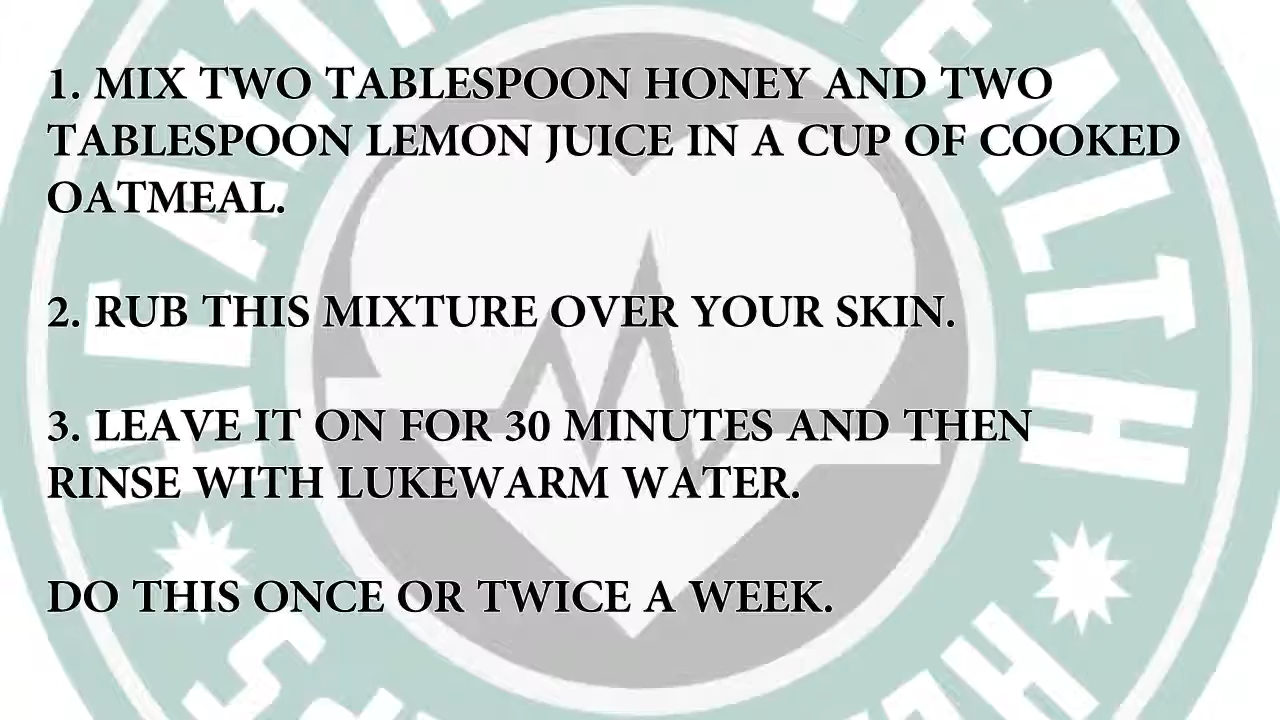 1. MIX TWO TABLESPOON HONEY AND TWO
TABLESPOON LEMON JUICE IN A CUP OF COOKED
OATMEAL.
2. RUB THIS MIXTURE OVER YOUR SKIN.
3. LEAVE IT ON FOR 30 MINUTES AND THEN
RINSE WITH LUKEWARM WATER.
DO THIS ONCE OR TWICE A WEEK.